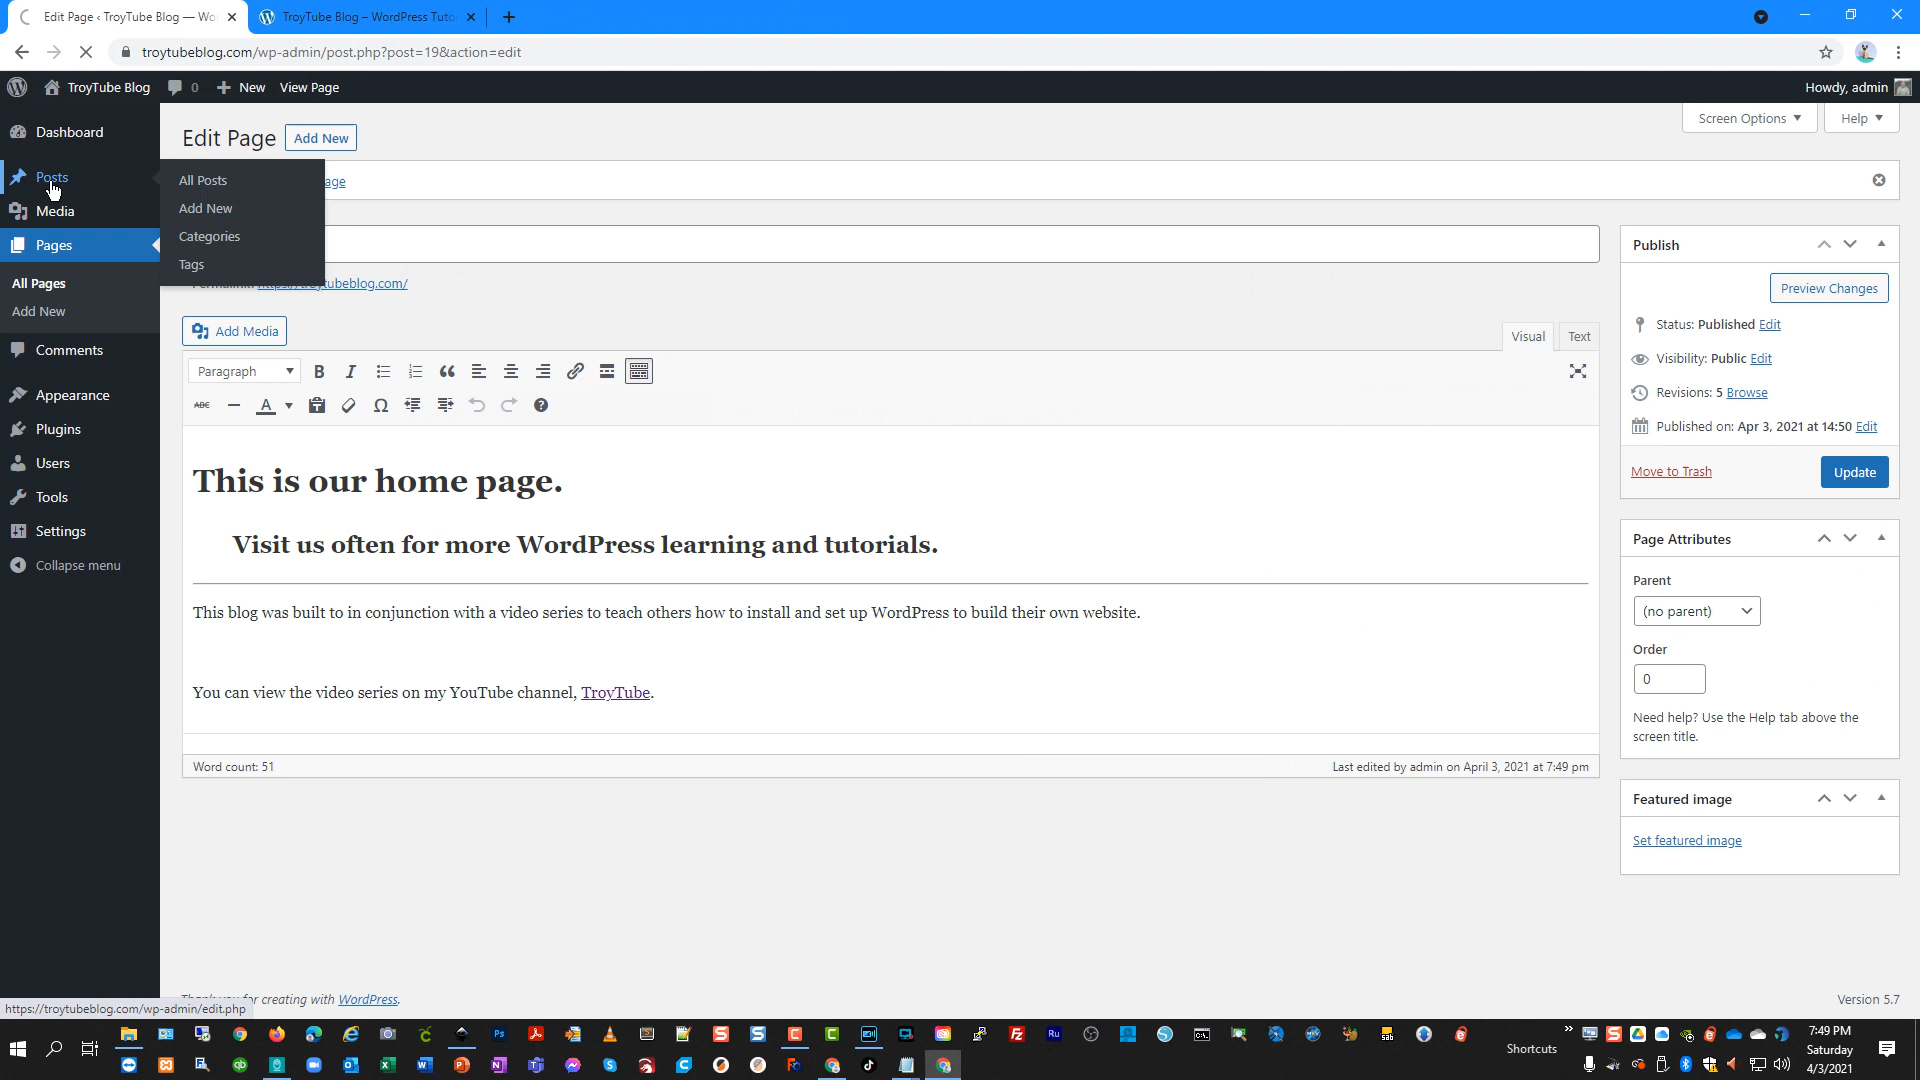 Edit Page ‹ TroyTube Blog — Wo
TroyTube Blog – WordPress Tuto
troytubeblog.com/wp-admin/post.php?post=19&action=edit
TroyTube Blog
0
New
View Page
Howdy, admin
Dashboard
Posts
Media
Pages
All Pages
Add New
Comments
Appearance
Plugins
Users
Tools
Settings
Collapse menu
All Posts
Add New
Categories
Tags
Edit Page
Add New
Screen Options
Help
age
https://troytubeblog.com/
Add Media
Visual
Text
Paragraph
B
I
ABC
A
Ω
This is our home page.
Visit us often for more WordPress learning and tutorials.
This blog was built to in conjunction with a video series to teach others how to install and set up WordPress to build their own website.
You can view the video series on my YouTube channel, TroyTube.
Word count: 51
Last edited by admin on April 3, 2021 at 7:49 pm
Publish
Preview Changes
Status: Published Edit
Visibility: Public Edit
Revisions: 5 Browse
Published on: Apr 3, 2021 at 14:50 Edit
Move to Trash
Update
Page Attributes
Parent
(no parent)
Order
0
Need help? Use the Help tab above the
screen title.
Featured image
Set featured image
Thank you for creating with WordPress.
Version 5.7
https://troytubeblog.com/wp-admin/edit.php
Shortcuts
7:49 PM
Saturday
4/3/2021